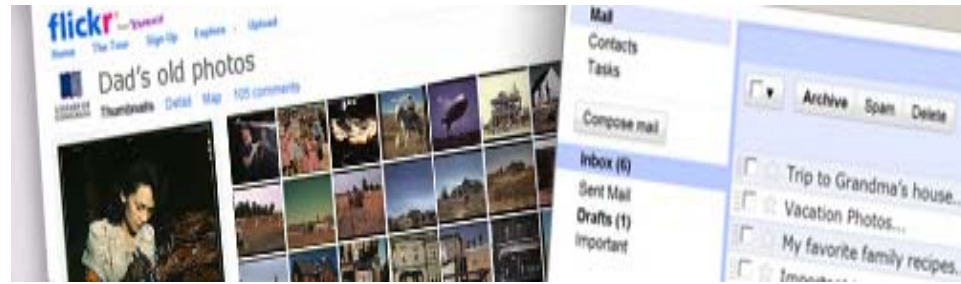 flickr from Yahoo!
Home The Tour Sign Up Explore Upload
Dad's old photos
Thumbnails Detail Map 105 comments
Mail
Contacts
Tasks
Compose mail
Inbox (6)
Sent Mail
Drafts (1)
Important
Archive Spam Delete
Trip to Grandma's house...
Vacation Photos...
My favorite family recipes.